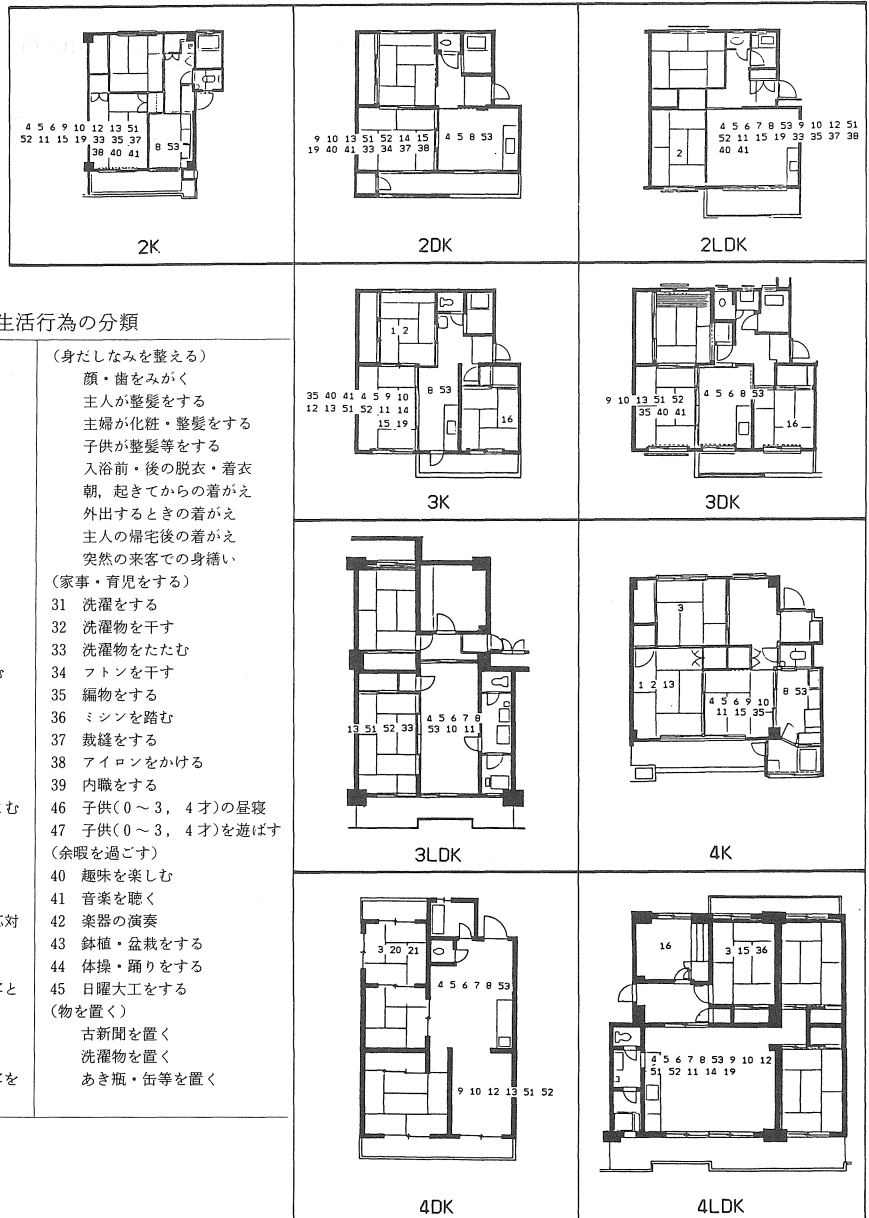 4 5 6 9 10 12 13 51
52 11 15 19 33 35 37
38 40 41
8 53
2K
9 10 13 51 52 14 15
19 40 41 33 34 37 38
4 5 8 53
2DK
4 5 6 7 8 53 9 10 12 51
52 11 15 19 33 35 37 38
40 41
2
2LDK
生活行為の分類
(身だしなみを整える)
顔・歯をみがく
主人が整髪をする
主婦が化粧・整髪をする
子供が整髪等をする
入浴前・後の脱衣・着衣
朝,起きてからの着がえ
外出するときの着がえ
主人の帰宅後の着がえ
突然の来客での身繕い
(家事・育児をする)
31 洗濯をする
32 洗濯物を干す
33 洗濯物をたたむ
34 フトンを干す
35 編物をする
36 ミシンを踏む
37 裁縫をする
38 アイロンをかける
39 内職をする
46 子供(0～3,4才)の昼寝
47 子供(0～3,4才)を遊ばす
(余暇を過ごす)
40 趣味を楽しむ
41 音楽を聴く
42 楽器の演奏
43 鉢植・盆栽をする
44 体操・踊りをする
45 日曜大工をする
(物を置く)
古新聞を置く
洗濯物を置く
あき瓶・缶等を置く
む
対
と
を
1 2
35 40 41 4 5 9 10
12 13 51 52 11 14
15 19
8 53
16
3K
9 10 13 51 52
35 40 41
4 5 6 8 53
16
3DK
13 51 52 33
4 5 6 7 8
53 10 11
3LDK
3
1 2 13
4 5 6 9 10
11 15 35
8 53
4K
3 20 21
4 5 6 7 8 53
9 10 12 13 51 52
4DK
16
3 15 36
4 5 6 7 8 53 9 10 12
51 52 11 14 19
4LDK